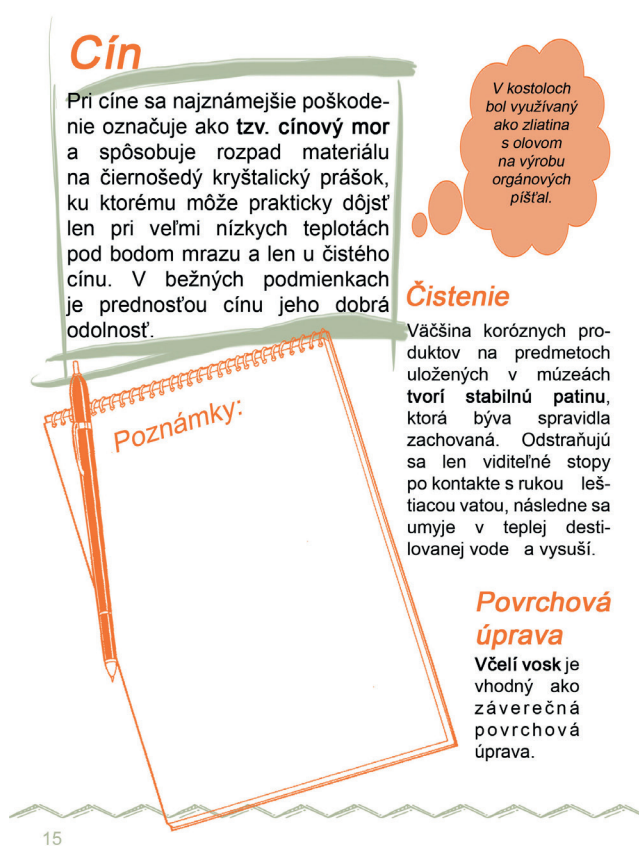 Cín
Pri cíne sa najznámejšie poškode-
nie označuje ako tzv. cínový mor
a spôsobuje rozpad materiálu
na čiernošedý kryštalický prášok,
ku ktorému môže prakticky dôjsť
len pri veľmi nízkych teplotách
pod bodom mrazu a len u čistého
cínu. V bežných podmienkach
je prednosťou cínu jeho dobrá
odolnosť.
V kostoloch
bol využívaný
ako zliatina
s olovom
na výrobu
orgánových
píšťal.
Čistenie
Väčšina koróznych pro-
duktov na predmetoch
uložených v múzeách
tvorí stabilnú patinu,
ktorá býva spravidla
zachovaná. Odstraňujú
sa len viditeľné stopy
po kontakte s rukou leš-
tiacou vatou, následne sa
umyje v teplej desti-
lovanej vode a vysuší.
Poznámky:
Povrchová
úprava
Včelí vosk je
vhodný ako
záverečná
povrchová
úprava.
15